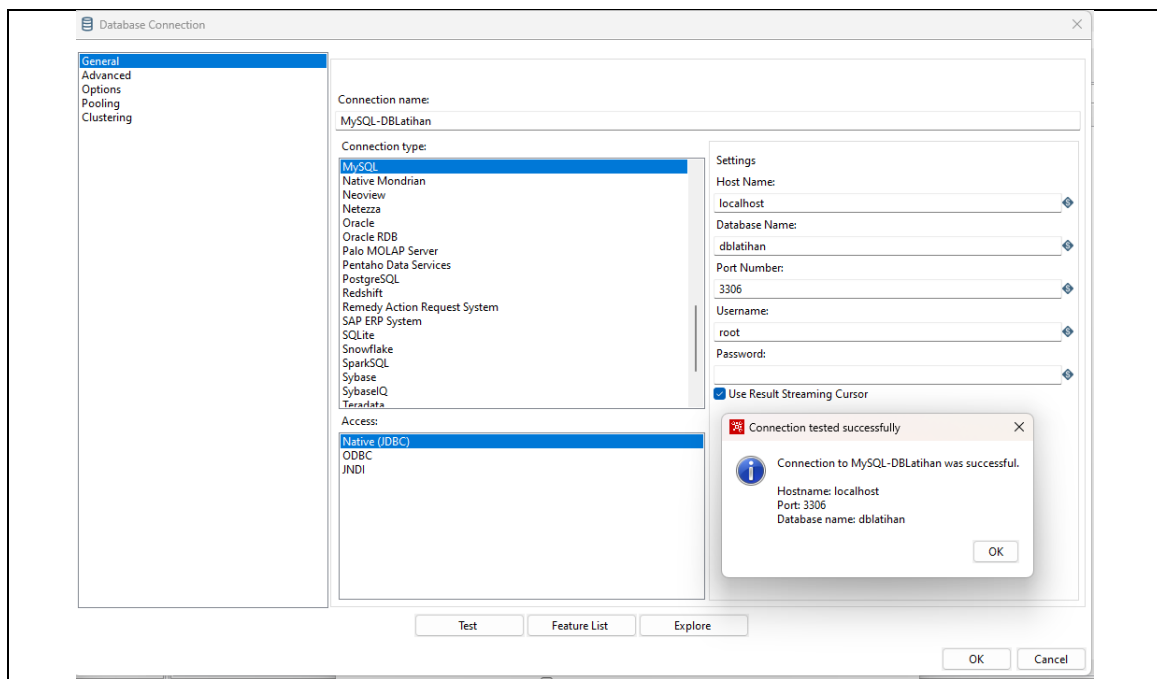 Database Connection
General
Advanced
Options
Pooling
Clustering
Connection name:
MySQL-DBLatihan
Connection type:
MySQL
Native Mondrian
Neoview
Netezza
Oracle
Oracle RDB
Palo MOLAP Server
Pentaho Data Services
PostgreSQL
Redshift
Remedy Action Request System
SAP ERP System
SQLite
Snowflake
SparkSQL
Sybase
SybaseIQ
Teradata
Access:
Native (JDBC)
ODBC
JNDI
Settings
Host Name:
localhost
Database Name:
dblatihan
Port Number:
3306
Username:
root
Password:
Use Result Streaming Cursor
Connection tested successfully
Connection to MySQL-DBLatihan was successful.
Hostname: localhost
Port: 3306
Database name: dblatihan
OK
Test
Feature List
Explore
OK
Cancel